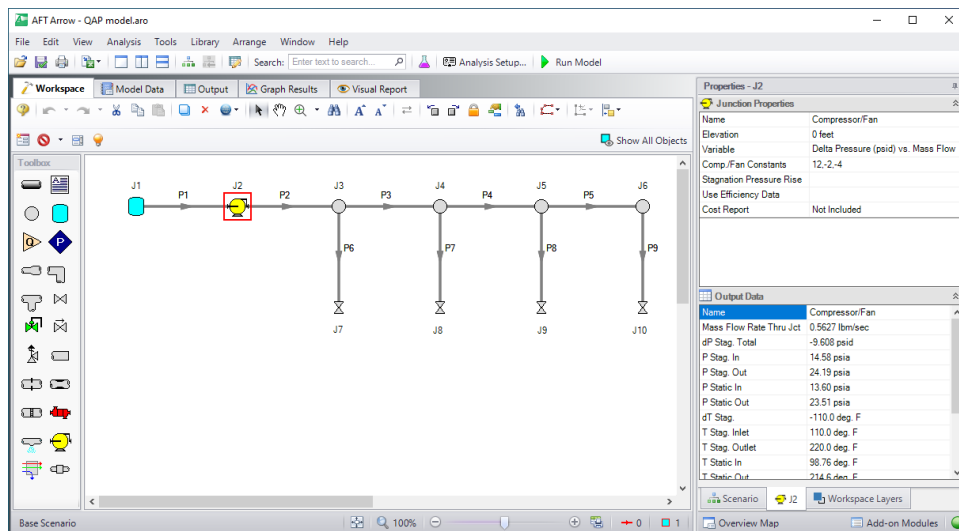 AFT Arrow - QAP model.aro
File Edit View Analysis Tools Library Arrange Window Help
Search: Enter text to search... Analysis Setup... Run Model
Workspace Model Data Output Graph Results Visual Report
Show All Objects
Toolbox
J1 J2 J3 J4 J5 J6
P1 P2 P3 P4 P5
P6 P7 P8 P9
J7 J8 J9 J10
Base Scenario
100%
0 1
Properties - J2
Junction Properties
Name Compressor/Fan
Elevation 0 feet
Variable Delta Pressure (psid) vs. Mass Flow
Comp./Fan Constants 12,-2,-4
Stagnation Pressure Rise
Use Efficiency Data
Cost Report Not Included
Output Data
Name Compressor/Fan
Mass Flow Rate Thru Jct 0.5627 lbm/sec
dP Stag. Total -9.608 psid
P Stag. In 14.58 psia
P Stag. Out 24.19 psia
P Static In 13.60 psia
P Static Out 23.51 psia
dT Stag. -110.0 deg. F
T Stag. Inlet 110.0 deg. F
T Stag. Outlet 220.0 deg. F
T Static In 98.76 deg. F
T Static Out 214.6 deg. F
Scenario J2 Workspace Layers
Overview Map Add-on Modules